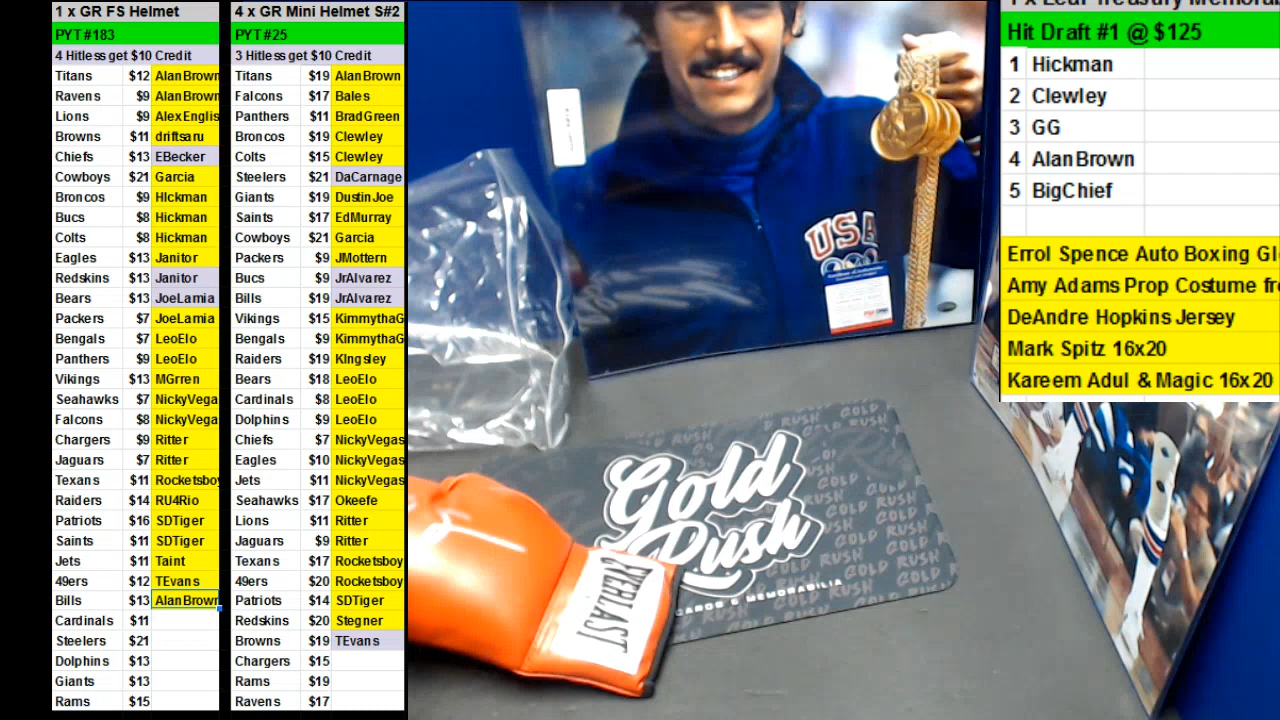 1 x GR FS Helmet
PYT #183
4 Hitless get $10 Credit
Titans $12 AlanBrown
Ravens $9 AlanBrown
Lions $9 AlexEnglis
Browns $11 driftsaru
Chiefs $13 EBecker
Cowboys $21 Garcia
Broncos $9 HIckman
Bucs $8 Hickman
Colts $8 Hickman
Eagles $13 Janitor
Redskins $13 Janitor
Bears $13 JoeLamia
Packers $7 JoeLamia
Bengals $7 LeoElo
Panthers $9 LeoElo
Vikings $13 MGrren
Seahawks $7 NickyVega
Falcons $8 NickyVega
Chargers $9 Ritter
Jaguars $7 Ritter
Texans $11 Rocketsboy
Raiders $14 RU4Rio
Patriots $16 SDTiger
Saints $11 SDTiger
Jets $11 Taint
49ers $12 TEvans
Bills $13 AlanBrown
Cardinals $11
Steelers $21
Dolphins $13
Giants $13
Rams $15
4 x GR Mini Helmet S#2
PYT #25
3 Hitless get $10 Credit
Titans $19 AlanBrown
Falcons $17 Bales
Panthers $11 BradGreen
Broncos $19 Clewley
Colts $15 Clewley
Steelers $21 DaCarnage
Giants $19 DustinJoe
Saints $17 EdMurray
Cowboys $21 Garcia
Packers $9 JMottern
Bucs $9 JrAlvarez
Bills $19 JrAlvarez
Vikings $15 KimmythaG
Bengals $9 KimmythaG
Raiders $19 KIngsley
Bears $18 LeoElo
Cardinals $8 LeoElo
Dolphins $9 LeoElo
Chiefs $7 NickyVegas
Eagles $10 NickyVegas
Jets $11 NickyVegas
Seahawks $17 Okeefe
Lions $11 Ritter
Jaguars $9 Ritter
Texans $17 Rocketsboy
49ers $20 Rocketsboy
Patriots $14 SDTiger
Redskins $20 Stegner
Browns $19 TEvans
Chargers $15
Rams $19
Ravens $17
USA
Gold
Rush
CARDS & MEMORABILIA
EVERLAST
1 x Leaf Treasury Memorab
Hit Draft #1 @ $125
1 Hickman
2 Clewley
3 GG
4 AlanBrown
5 BigChief
Errol Spence Auto Boxing Gl
Amy Adams Prop Costume fr
DeAndre Hopkins Jersey
Mark Spitz 16x20
Kareem Adul & Magic 16x20